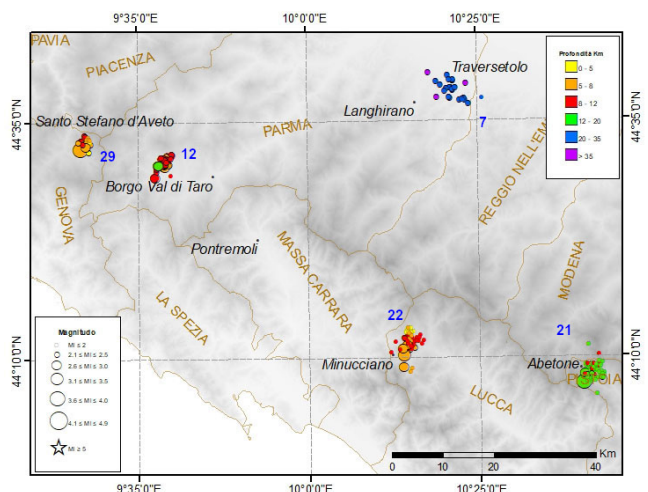 9°35'0"E
10°0'0"E
10°25'0"E
PAVIA
PIACENZA
Traversetolo
Profondità Km
0 - 5
5 - 8
8 - 12
12 - 20
20 - 35
> 35
Langhirano
44°35'0"N
44°35'0"N
Santo Stefano d'Aveto
PARMA
7
29
12
Borgo Val di Taro
REGGIO NELL'EM
GENOVA
Pontremoli
MASSA CARRARA
MODENA
LA SPEZIA
22
21
Magnitudo
Ml ≤ 2
2.1 ≤ Ml ≤ 2.5
2.6 ≤ Ml ≤ 3.0
3.1 ≤ Ml ≤ 3.5
3.6 ≤ Ml ≤ 4.0
4.1 ≤ Ml ≤ 4.9
Ml ≥ 5
44°10'0"N
44°10'0"N
Minucciano
Abetone
LUCCA
Km
0
10
20
40
9°35'0"E
10°0'0"E
10°25'0"E